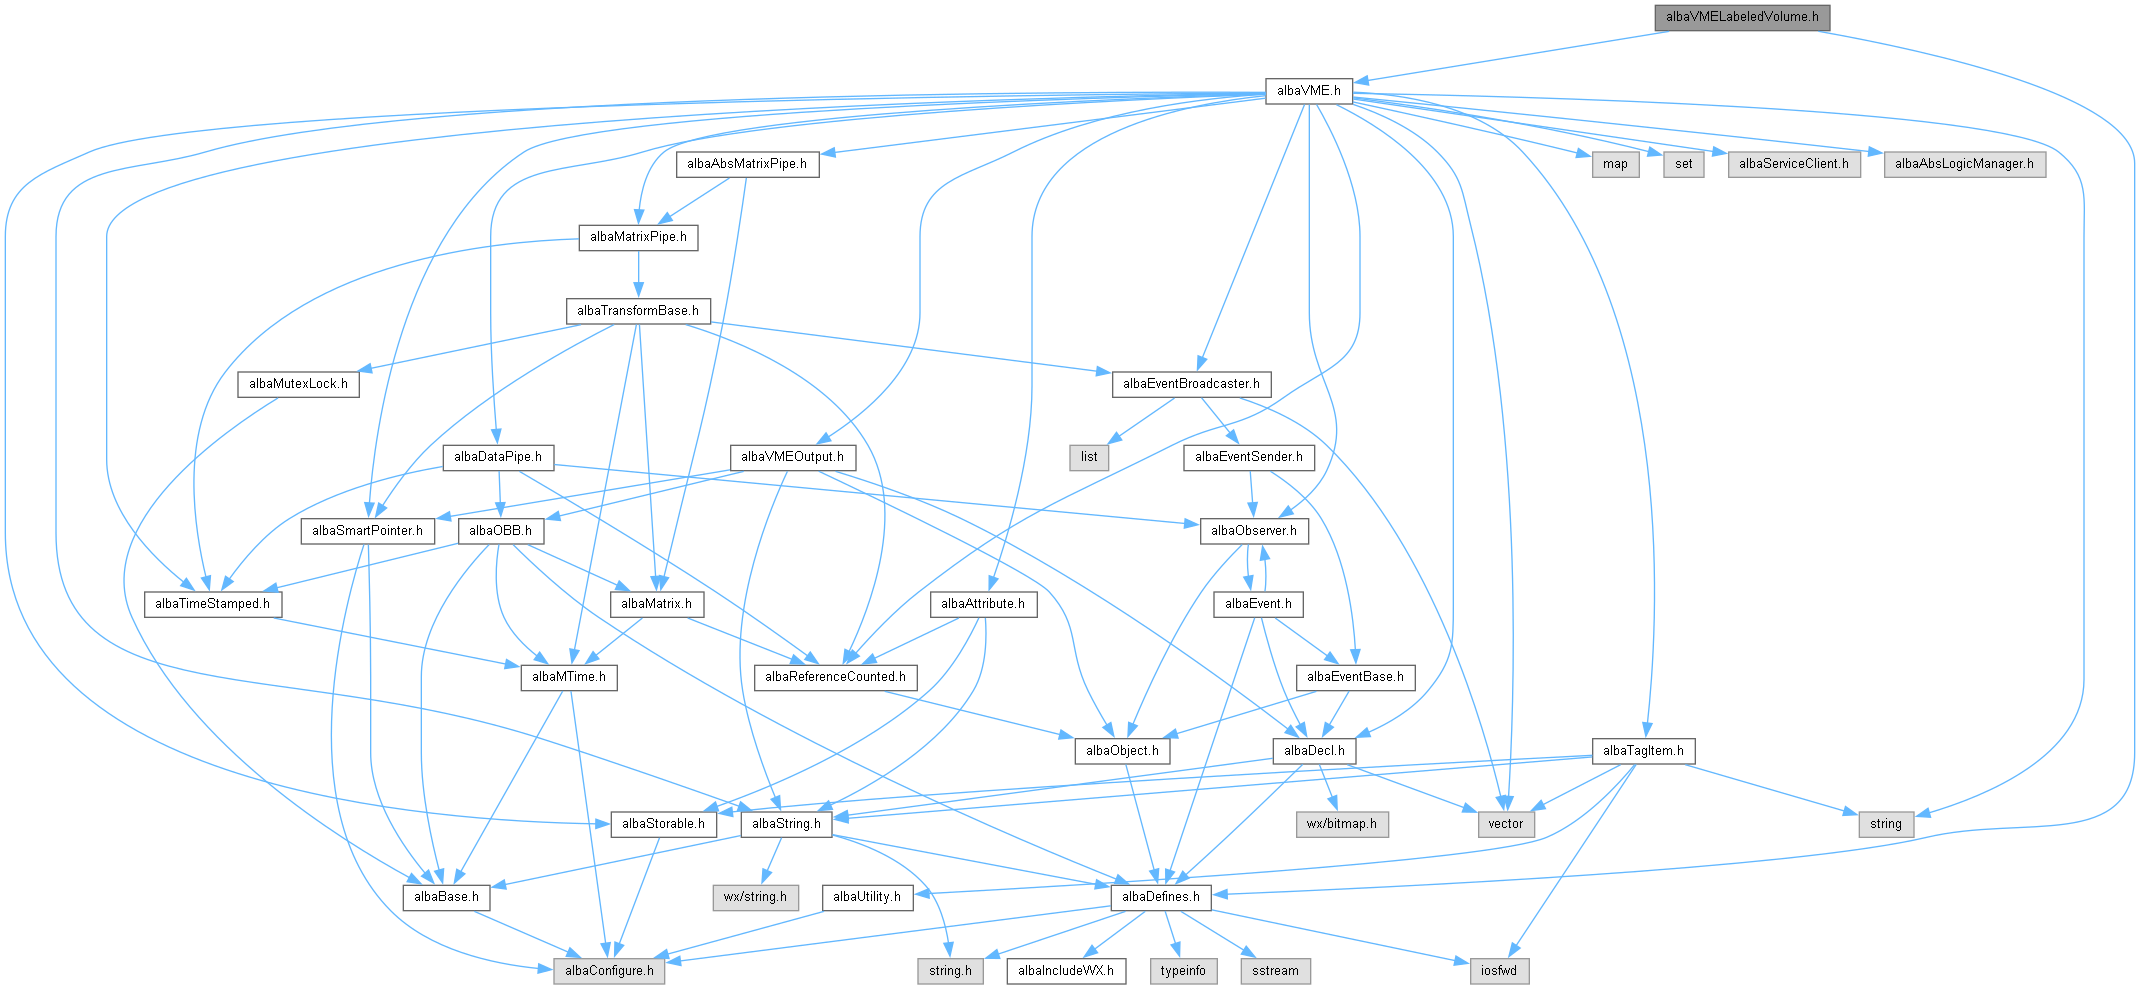 albaVMELabeledVolume.h
albaVME.h
albaAbsMatrixPipe.h
map
set
albaServiceClient.h
albaAbsLogicManager.h
albaMatrixPipe.h
albaTransformBase.h
albaMutexLock.h
albaEventBroadcaster.h
albaDataPipe.h
albaVMEOutput.h
list
albaEventSender.h
albaSmartPointer.h
albaOBB.h
albaObserver.h
albaTimeStamped.h
albaMatrix.h
albaAttribute.h
albaEvent.h
albaMTime.h
albaReferenceCounted.h
albaEventBase.h
albaObject.h
albaDecl.h
albaTagItem.h
albaStorable.h
albaString.h
wx/bitmap.h
vector
string
albaBase.h
wx/string.h
albaUtility.h
albaDefines.h
albaConfigure.h
string.h
albaIncludeWX.h
typeinfo
sstream
iosfwd